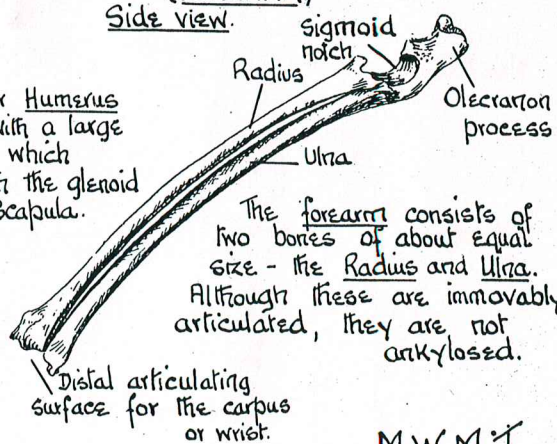 Side view.
Sigmoid
notch
Radius
Humerus
with a large
which
the glenoid
scapula.
Olecranon
process
Ulna
The forearm consists of
two bones of about equal
size - the Radius and Ulna.
Although these are immovably
articulated, they are not
ankylosed.
Distal articulating
surface for the carpus
or wrist.